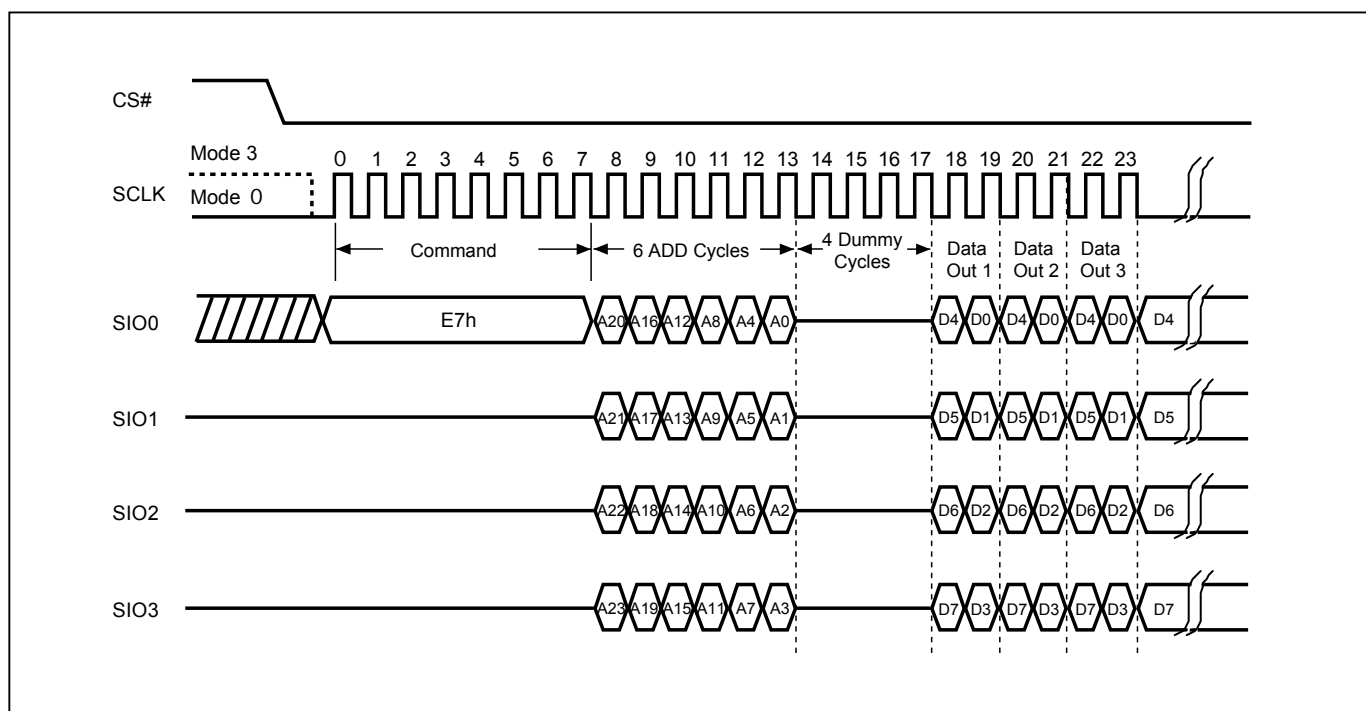 CS#
Mode 3
Mode 0
SCLK
0 1 2 3 4 5 6 7 8 9 10 11 12 13 14 15 16 17 18 19 20 21 22 23
Command
6 ADD Cycles
4 Dummy
Cycles
Data
Out 1
Data
Out 2
Data
Out 3
SIO0
E7h
A20 A16 A12 A8 A4 A0
D4 D0 D4 D0 D4 D0 D4
SIO1
A21 A17 A13 A9 A5 A1
D5 D1 D5 D1 D5 D1 D5
SIO2
A22 A18 A14 A10 A6 A2
D6 D2 D6 D2 D6 D2 D6
SIO3
A23 A19 A15 A11 A7 A3
D7 D3 D7 D3 D7 D3 D7